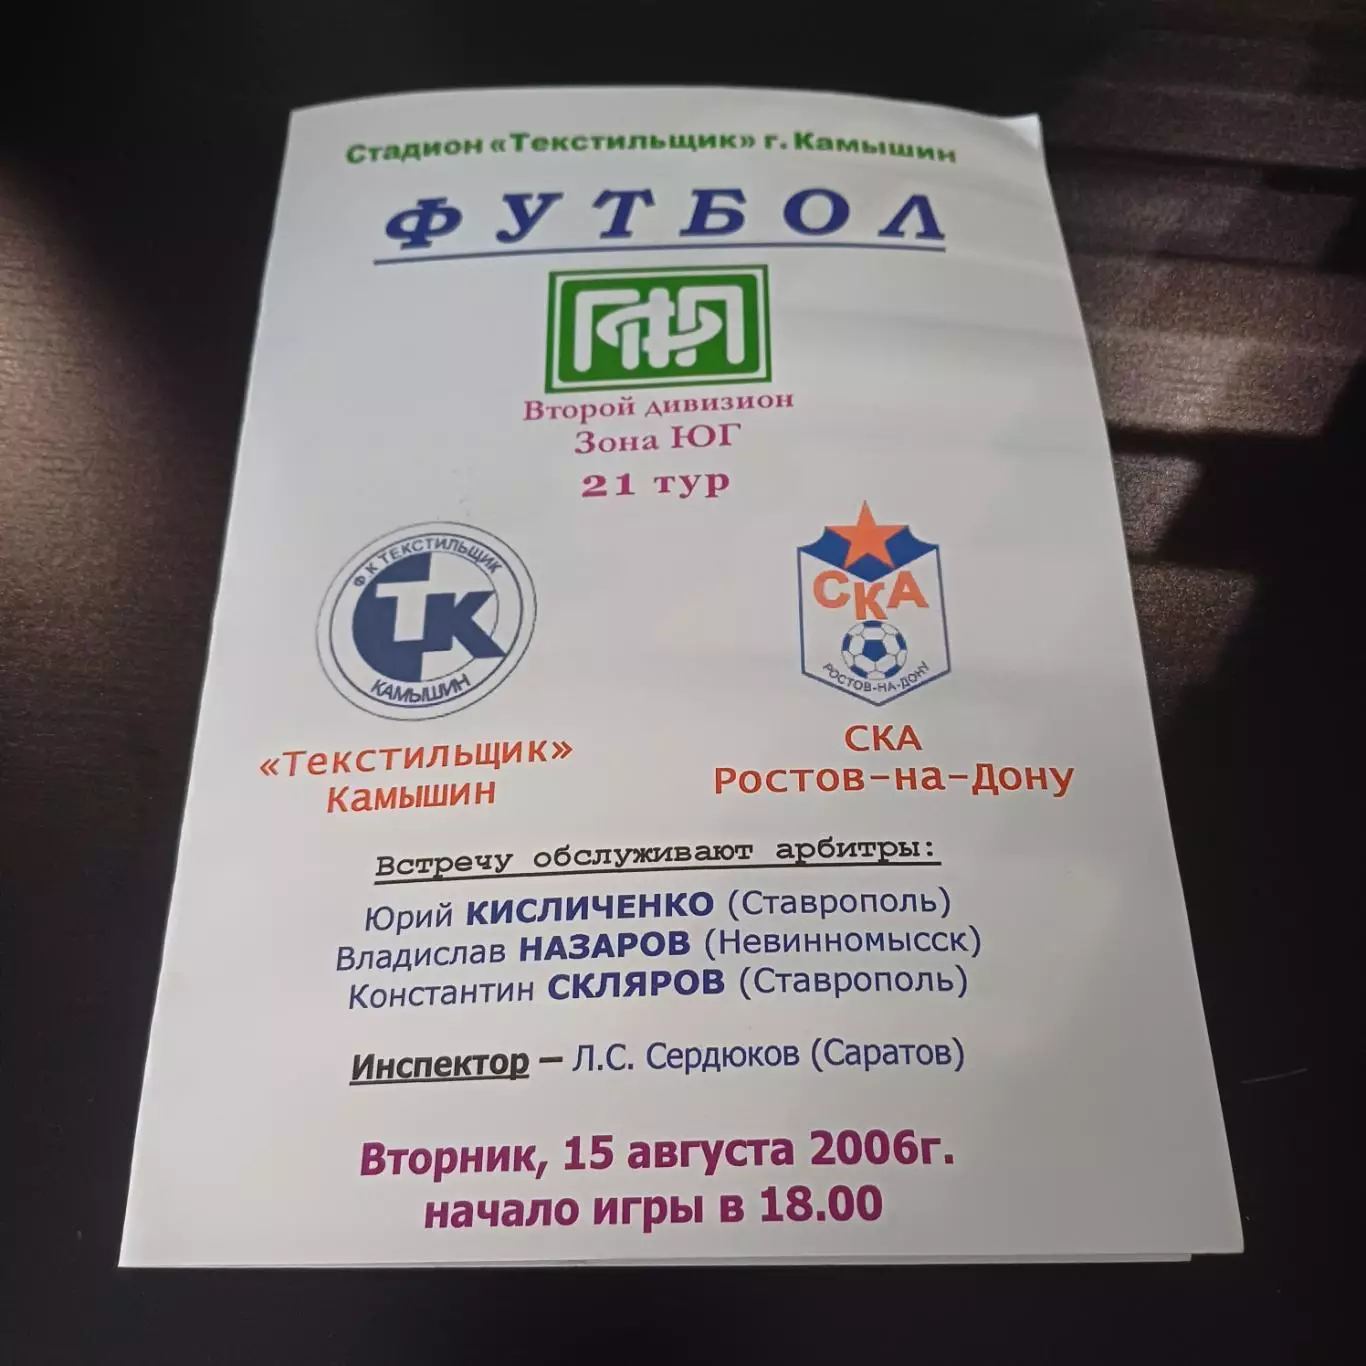 Стадион «Текстильщик» г. Камышин
ФУТБОЛ
ПФЛ
Второй дивизион
Зона ЮГ
21 тур
ФК ТЕКСТИЛЬЩИК
ТК
КАМЫШИН
СКА
РОСТОВ-НА-ДОНУ
«Текстильщик»
Камышин
СКА
Ростов-на-Дону
Встречу обслуживают арбитры:
Юрий КИСЛИЧЕНКО (Ставрополь)
Владислав НАЗАРОВ (Невинномысск)
Константин СКЛЯРОВ (Ставрополь)
Инспектор – Л.С. Сердюков (Саратов)
Вторник, 15 августа 2006г.
начало игры в 18.00